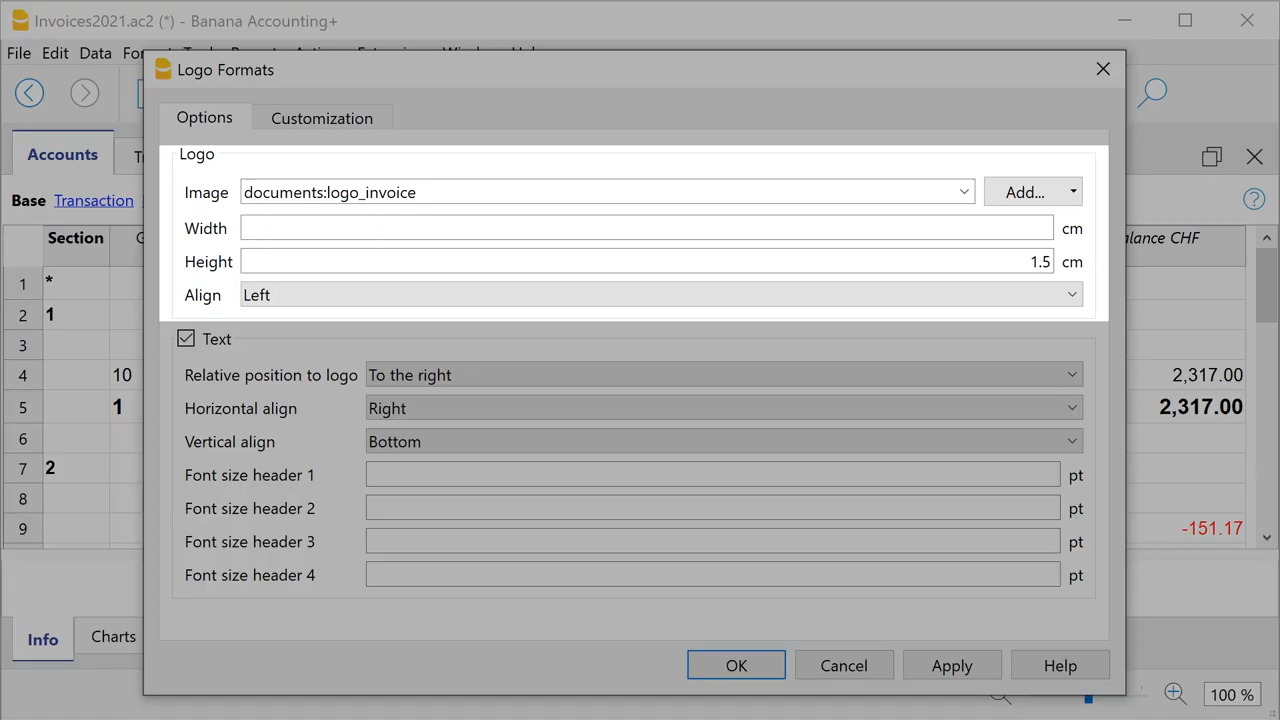 Invoices2021.ac2 (*) - Banana Accounting+
File Edit Data
Logo Formats
Options Customization
Accounts
Logo
Image documents:logo_invoice Add...
Width cm
Height 1.5 cm
Align Left
Base Transaction
Section
CHF
1 *
2 1
3
4 10 2,317.00
5 1 2,317.00
6
7 2
8
9 -151.17
Text
Relative position to logo To the right
Horizontal align Right
Vertical align Bottom
Font size header 1 pt
Font size header 2 pt
Font size header 3 pt
Font size header 4 pt
Info Charts
OK Cancel Apply Help
100 %